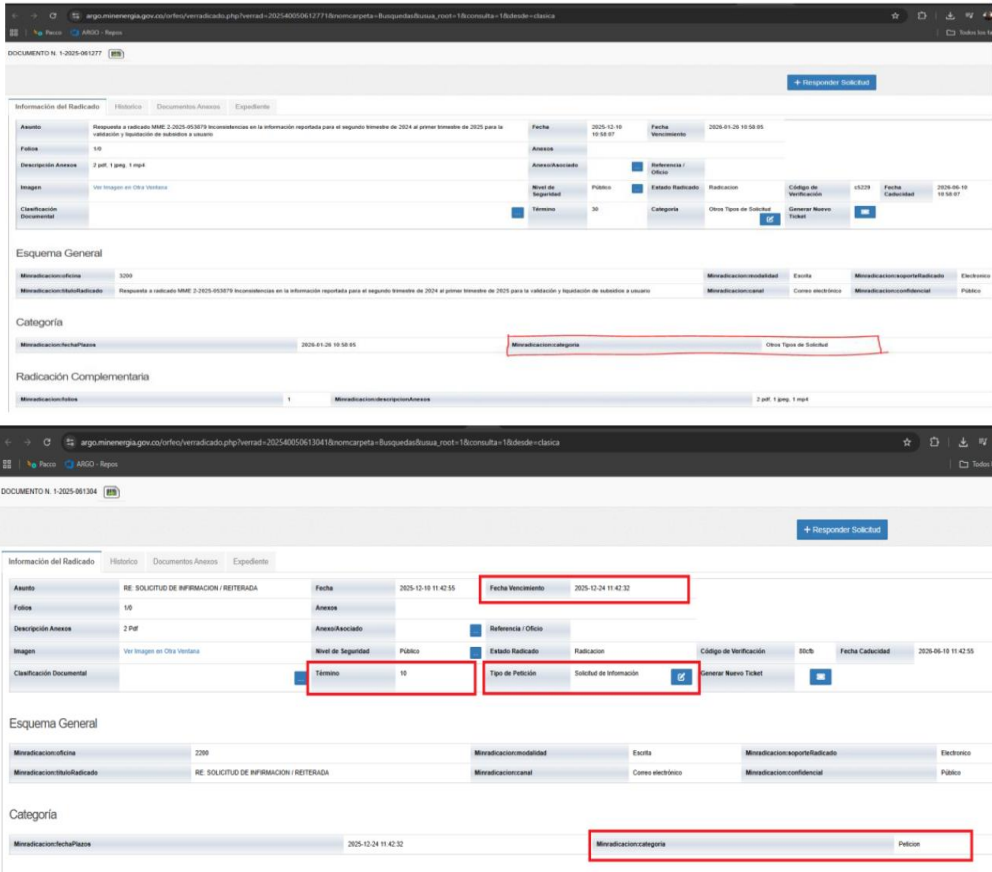 argo.minenergia.gov.co/orfeo/verradicado.php?verrad=202540050612771&nomcarpeta=Busquedas&usua_root=1&consulta=1&desde=clasica
Pacco ARGO - Repos Todos los
DOCUMENTO N. 1-2025-061277
+ Responder Solicitud
Información del Radicado Historico Documentos Anexos Expediente
Asunto Respuesta a radicado MME 2-2025-053079 Inconsistencias en la información reportada para el segundo trimestre de 2024 al primer trimestre de 2025 para la validación y liquidación de subsidios a usuario Fecha 2025-12-10 10:58:07 Fecha Vencimiento 2026-01-26 10:58:05
Folios 1/0 Anexos
Descripción Anexos 2 pdf, 1 jpeg, 1 mp4 Anexo/Asociado ... Referencia / Oficio
Imagen Ver Imagen en Otra Ventana Nivel de Seguridad Público ... Estado Radicado Radicacion Código de Verificación c5220 Fecha Caducidad 2026-06-10 10:58:07
Clasificación Documental ... Término 30 Categoría Otros Tipos de Solicitud Generar Nuevo Ticket
Esquema General
Minradicacion:oficina 3200 Minradicacion:modalidad Escrita Minradicacion:soporteRadicado Electronico
Minradicacion:tituloRadicado Respuesta a radicado MME 2-2025-053079 Inconsistencias en la información reportada para el segundo trimestre de 2024 al primer trimestre de 2025 para la validación y liquidación de subsidios a usuario Minradicacion:canal Correo electrónico Minradicacion:confidencial Público
Categoría
Minradicacion:fechaPlazos 2026-01-26 10:58:05 Minradicacion:categoria Otros Tipos de Solicitud
Radicación Complementaria
Minradicacion:folios 1 Minradicacion:descripcionAnexos 2 pdf, 1 jpeg, 1 mp4
argo.minenergia.gov.co/orfeo/verradicado.php?verrad=202540050613041&nomcarpeta=Busquedas&usua_root=1&consulta=1&desde=clasica
Pacco ARGO - Repos Todos
DOCUMENTO N. 1-2025-061304
+ Responder Solicitud
Información del Radicado Historico Documentos Anexos Expediente
Asunto RE: SOLICITUD DE INFIRMACION / REITERADA Fecha 2025-12-10 11:42:55 Fecha Vencimiento 2025-12-24 11:42:32
Folios 1/0 Anexos
Descripción Anexos 2 Pdf Anexo/Asociado ... Referencia / Oficio
Imagen Ver Imagen en Otra Ventana Nivel de Seguridad Público ... Estado Radicado Radicacion Código de Verificación 80cfb Fecha Caducidad 2026-06-10 11:42:55
Clasificación Documental ... Término 10 Tipo de Petición Solicitud de Información Generar Nuevo Ticket
Esquema General
Minradicacion:oficina 2200 Minradicacion:modalidad Escrita Minradicacion:soporteRadicado Electronico
Minradicacion:tituloRadicado RE: SOLICITUD DE INFIRMACION / REITERADA Minradicacion:canal Correo electrónico Minradicacion:confidencial Público
Categoría
Minradicacion:fechaPlazos 2025-12-24 11:42:32 Minradicacion:categoria Peticion